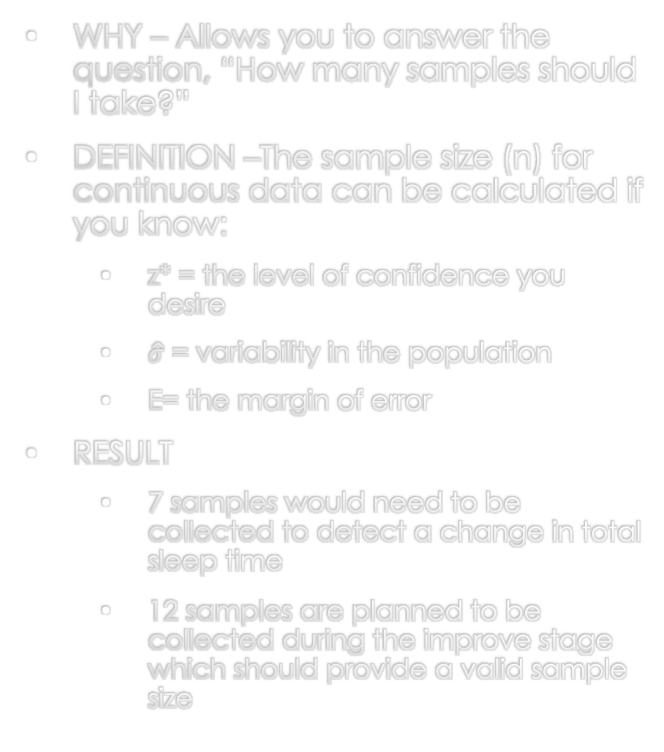 WHY – Allows you to answer the
question, “How many samples should
I take?”
DEFINITION –The sample size (n) for
continuous data can be calculated if
you know:
z* = the level of confidence you
desire
σ̂ = variability in the population
E= the margin of error
RESULT
7 samples would need to be
collected to detect a change in total
sleep time
12 samples are planned to be
collected during the improve stage
which should provide a valid sample
size